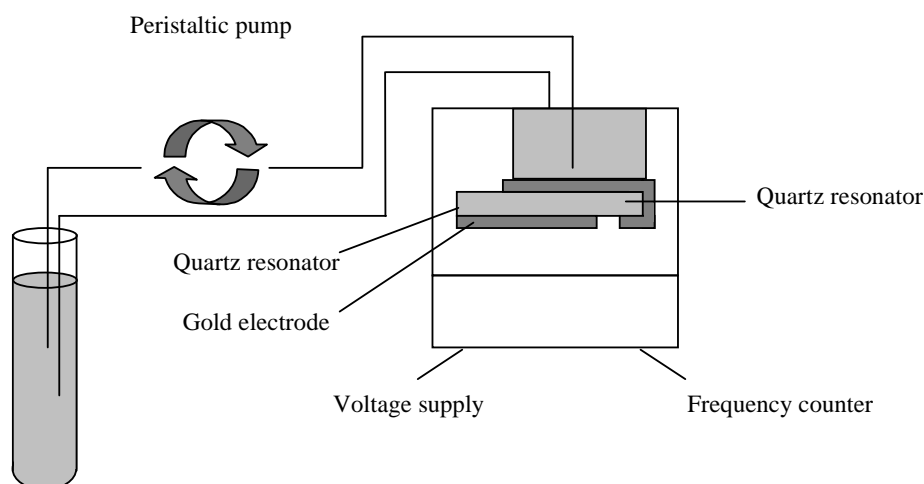 Peristaltic pump
Quartz resonator
Quartz resonator
Gold electrode
Voltage supply
Frequency counter